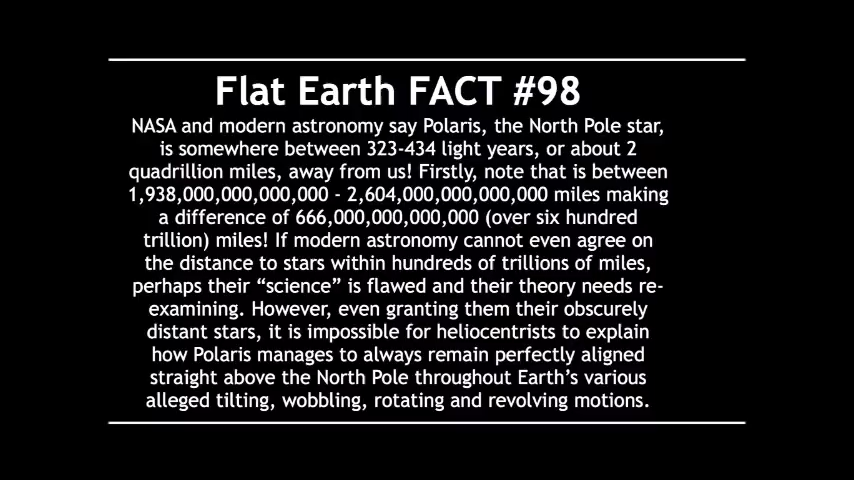 Flat Earth FACT #98
NASA and modern astronomy say Polaris, the North Pole star,
is somewhere between 323-434 light years, or about 2
quadrillion miles, away from us! Firstly, note that is between
1,938,000,000,000,000 - 2,604,000,000,000,000 miles making
a difference of 666,000,000,000,000 (over six hundred
trillion) miles! If modern astronomy cannot even agree on
the distance to stars within hundreds of trillions of miles,
perhaps their “science” is flawed and their theory needs re-
examining. However, even granting them their obscurely
distant stars, it is impossible for heliocentrists to explain
how Polaris manages to always remain perfectly aligned
straight above the North Pole throughout Earth’s various
alleged tilting, wobbling, rotating and revolving motions.